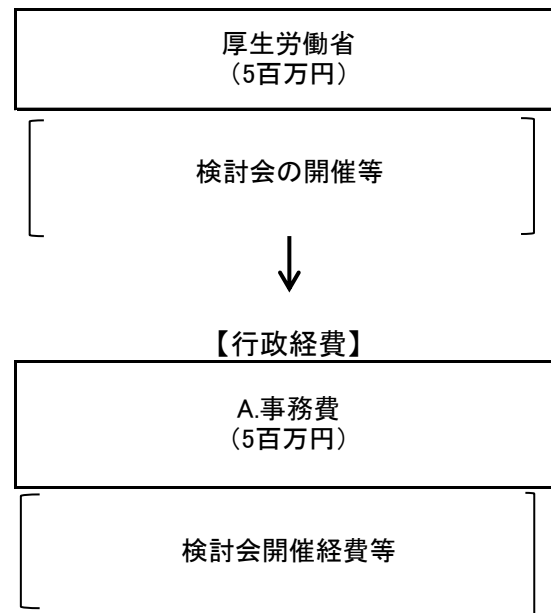 厚生労働省
（5百万円）
検討会の開催等
【行政経費】
A.事務費
（5百万円）
検討会開催経費等